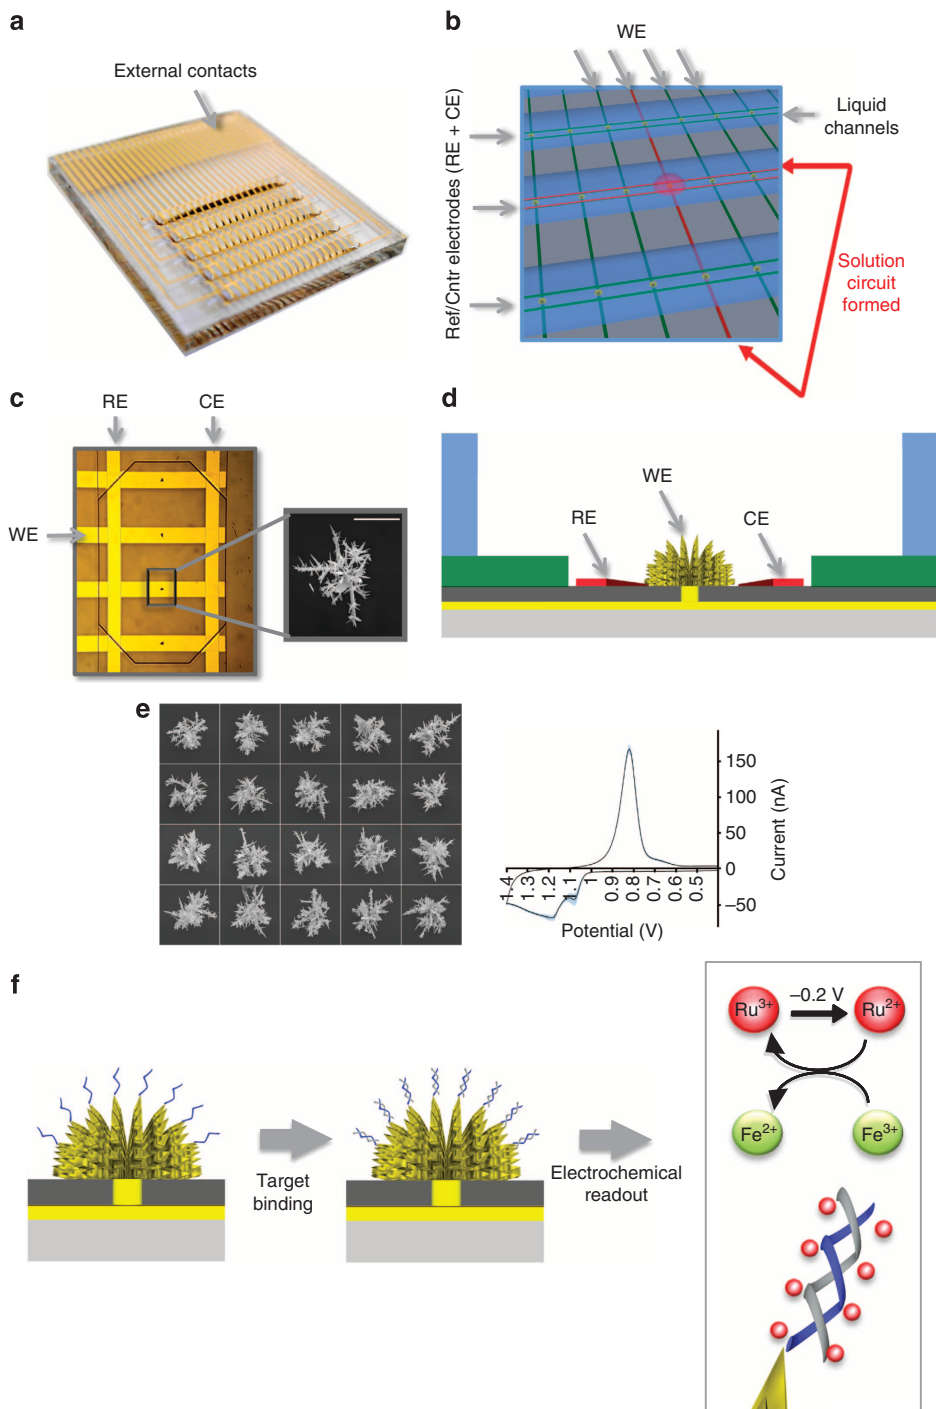 a
External contacts
b
WE
Ref/Cntr electrodes (RE + CE)
Liquid
channels
Solution
circuit
formed
c
RE
CE
WE
d
WE
RE
CE
e
150
100
50
0
–50
1.4
1.3
1.2
1.1
1
0.9
0.8
0.7
0.6
0.5
Current (nA)
Potential (V)
f
Target
binding
Electrochemical
readout
Ru3+
–0.2 V
Ru2+
Fe2+
Fe3+